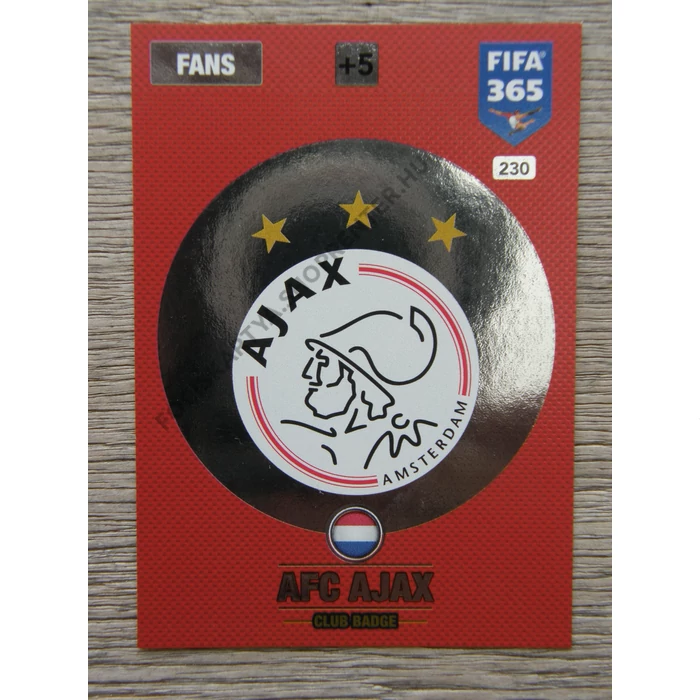 FANS
+5
FIFA
365
230
AJAX
AMSTERDAM
AFC AJAX
CLUB BADGE